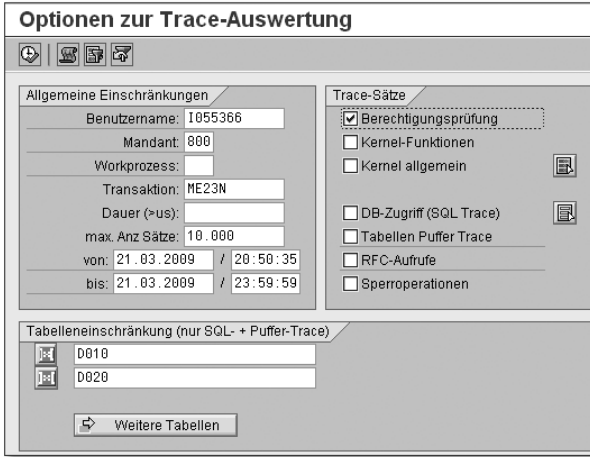 Optionen zur Trace-Auswertung
Allgemeine Einschränkungen
Benutzername: I055366
Mandant: 800
Workprozess:
Transaktion: ME23N
Dauer (>us):
max. Anz Sätze: 10.000
von: 21.03.2009 / 20:50:35
bis: 21.03.2009 / 23:59:59
Trace-Sätze
Berechtigungsprüfung
Kernel-Funktionen
Kernel allgemein
DB-Zugriff (SQL Trace)
Tabellen Puffer Trace
RFC-Aufrufe
Sperroperationen
Tabelleneinschränkung (nur SQL- + Puffer-Trace)
D010
D020
Weitere Tabellen